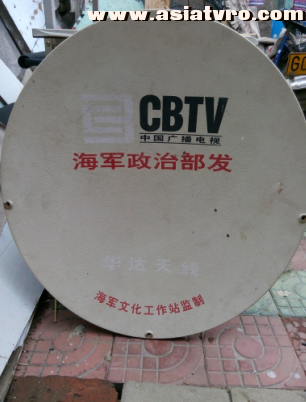 www.asiatvro.com
CBTV
中国广播电视
海军政治部发
华达天线
海军文化工作站监制
GO